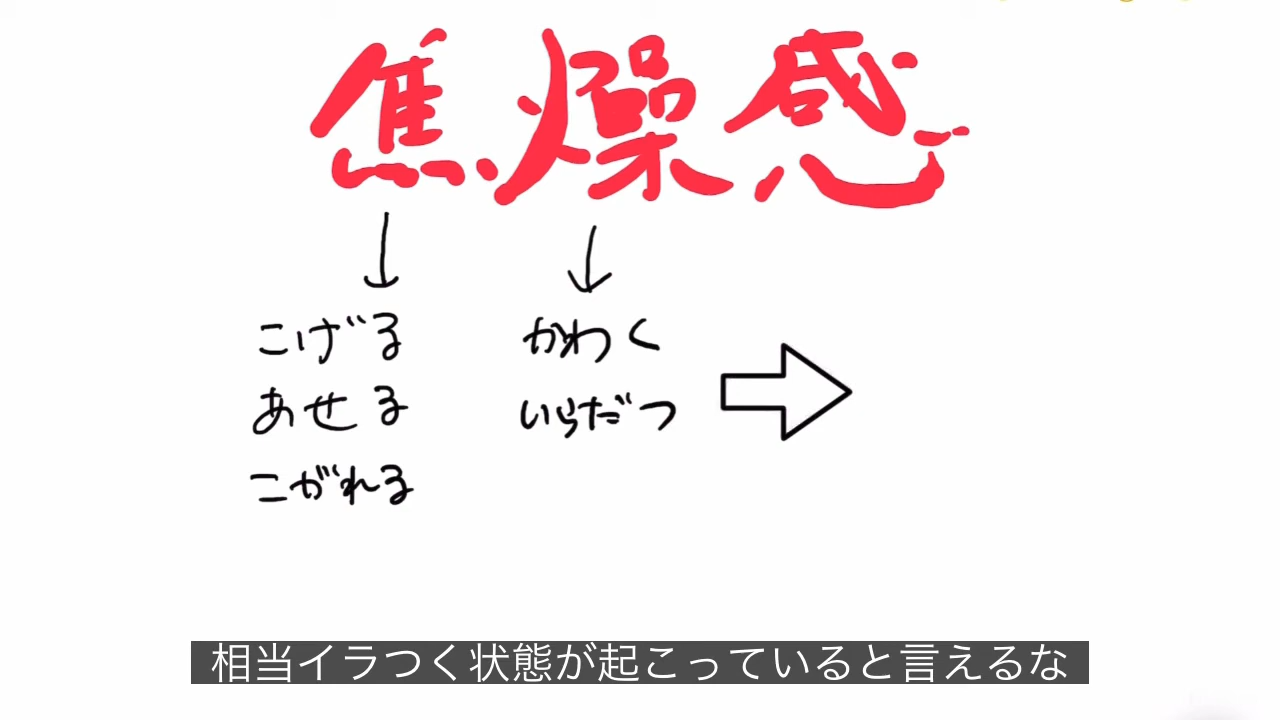 焦燥感
こげる
あせる
こがれる
かわく
いらだつ
相当イラつく状態が起こっていると言えるな